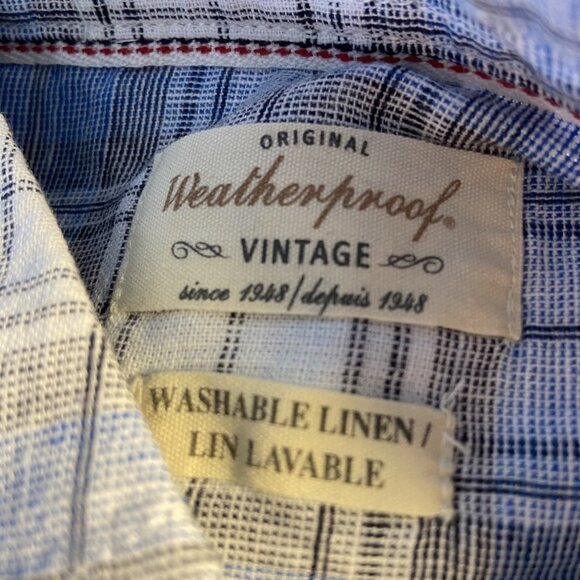 ORIGINAL
Weatherproof®
VINTAGE
since 1948/depuis 1948
WASHABLE LINEN/
LIN LAVABLE